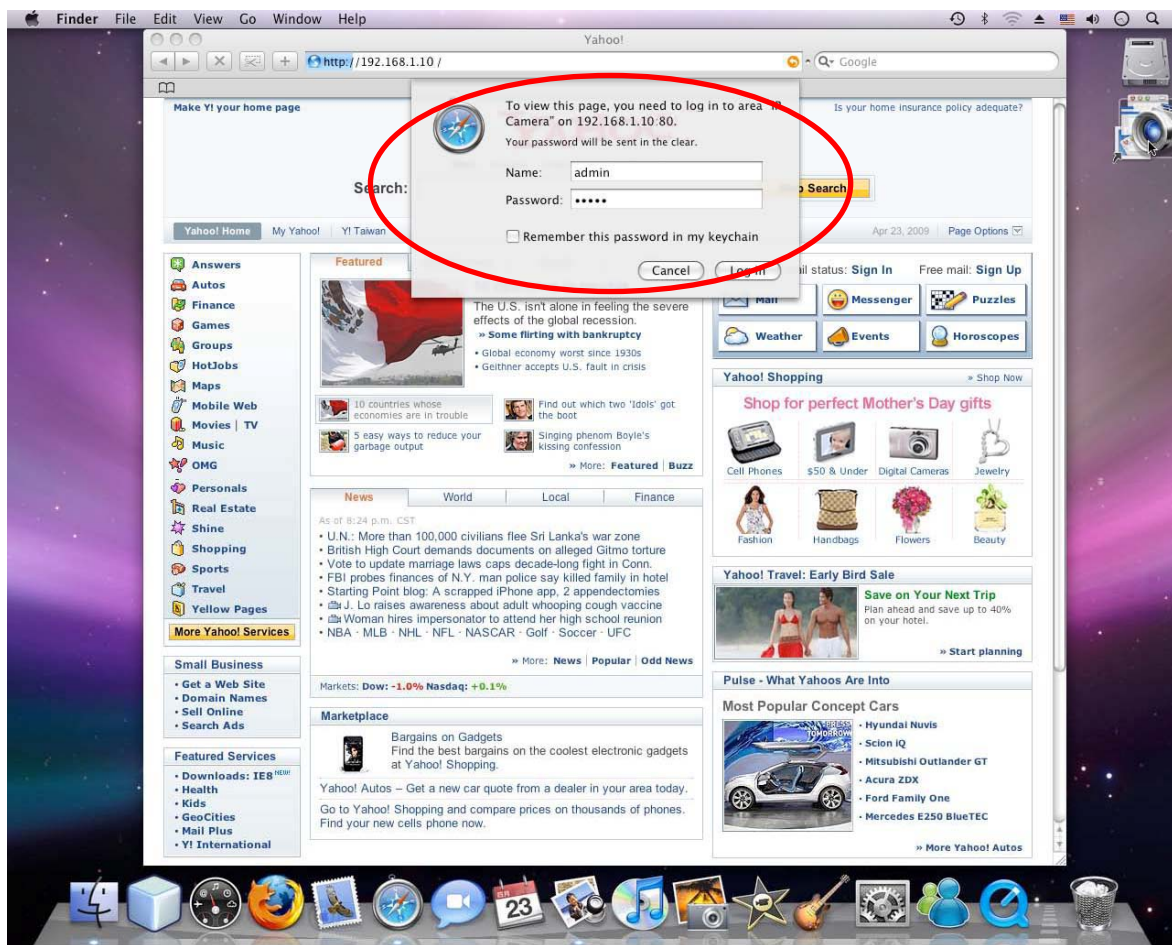 Finder File Edit View Go Window Help
Yahoo!
http://192.168.1.10 /
Google
Make Y! your home page
Is your home insurance policy adequate?
To view this page, you need to log in to area "IP
Camera" on 192.168.1.10:80.
Your password will be sent in the clear.
Name: admin
Password: •••••
Remember this password in my keychain
Cancel Log in
Search:
Search
Yahoo! Home My Yahoo! Y! Taiwan
Apr 23, 2009 Page Options
Answers
Autos
Finance
Games
Groups
HotJobs
Maps
Mobile Web
Movies | TV
Music
OMG
Personals
Real Estate
Shine
Shopping
Sports
Travel
Yellow Pages
More Yahoo! Services
Small Business
• Get a Web Site
• Domain Names
• Sell Online
• Search Ads
Featured Services
• Downloads: IE8 NEW!
• Health
• Kids
• GeoCities
• Mail Plus
• Y! International
Featured
The U.S. isn't alone in feeling the severe
effects of the global recession.
» Some flirting with bankruptcy
• Global economy worst since 1930s
• Geithner accepts U.S. fault in crisis
10 countries whose
economies are in trouble
Find out which two 'Idols' got
the boot
5 easy ways to reduce your
garbage output
Singing phenom Boyle's
kissing confession
» More: Featured | Buzz
News World Local Finance
As of 8:24 p.m. CST
• U.N.: More than 100,000 civilians flee Sri Lanka's war zone
• British High Court demands documents on alleged Gitmo torture
• Vote to update marriage laws caps decade-long fight in Conn.
• FBI probes finances of N.Y. man police say killed family in hotel
• Starting Point blog: A scrapped iPhone app, 2 appendectomies
• J. Lo raises awareness about adult whooping cough vaccine
• Woman hires impersonator to attend her high school reunion
• NBA · MLB · NHL · NFL · NASCAR · Golf · Soccer · UFC
» More: News | Popular | Odd News
Markets: Dow: -1.0% Nasdaq: +0.1%
Marketplace
Bargains on Gadgets
Find the best bargains on the coolest electronic gadgets
at Yahoo! Shopping.
Yahoo! Autos – Get a new car quote from a dealer in your area today.
Go to Yahoo! Shopping and compare prices on thousands of phones.
Find your new cells phone now.
status: Sign In Free mail: Sign Up
Mail Messenger Puzzles
Weather Events Horoscopes
Yahoo! Shopping » Shop Now
Shop for perfect Mother's Day gifts
Cell Phones $50 & Under Digital Cameras Jewelry
Fashion Handbags Flowers Beauty
Yahoo! Travel: Early Bird Sale
Save on Your Next Trip
Plan ahead and save up to 40%
on your hotel.
» Start planning
Pulse - What Yahoos Are Into
Most Popular Concept Cars
• Hyundai Nuvis
• Scion iQ
• Mitsubishi Outlander GT
• Acura ZDX
• Ford Family One
• Mercedes E250 BlueTEC
» More Yahoo! Autos
23